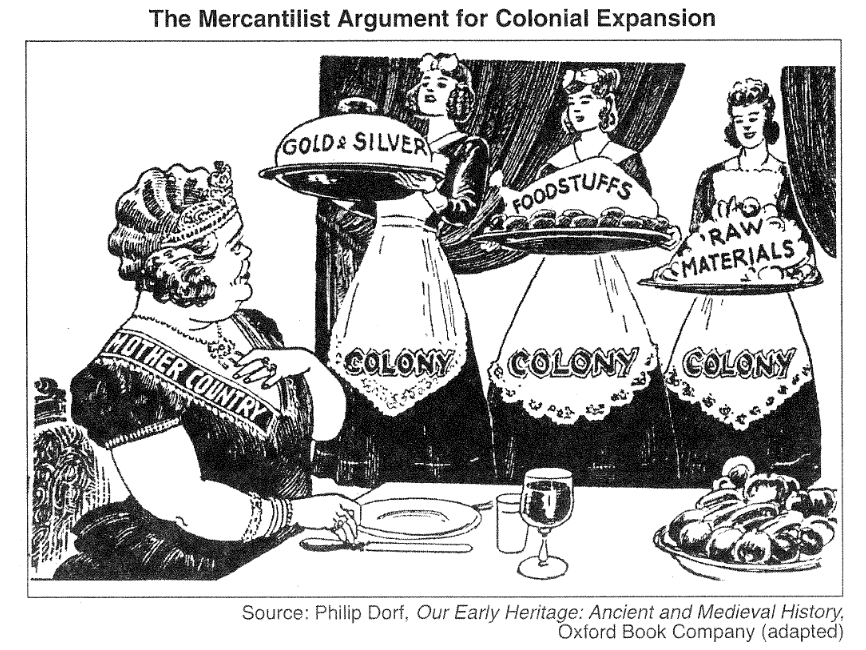 The Mercantilist Argument for Colonial Expansion
GOLD & SILVER
FOODSTUFFS
RAW
MATERIALS
MOTHER COUNTRY
COLONY
COLONY
COLONY
Source: Philip Dorf, Our Early Heritage: Ancient and Medieval History,
Oxford Book Company (adapted)